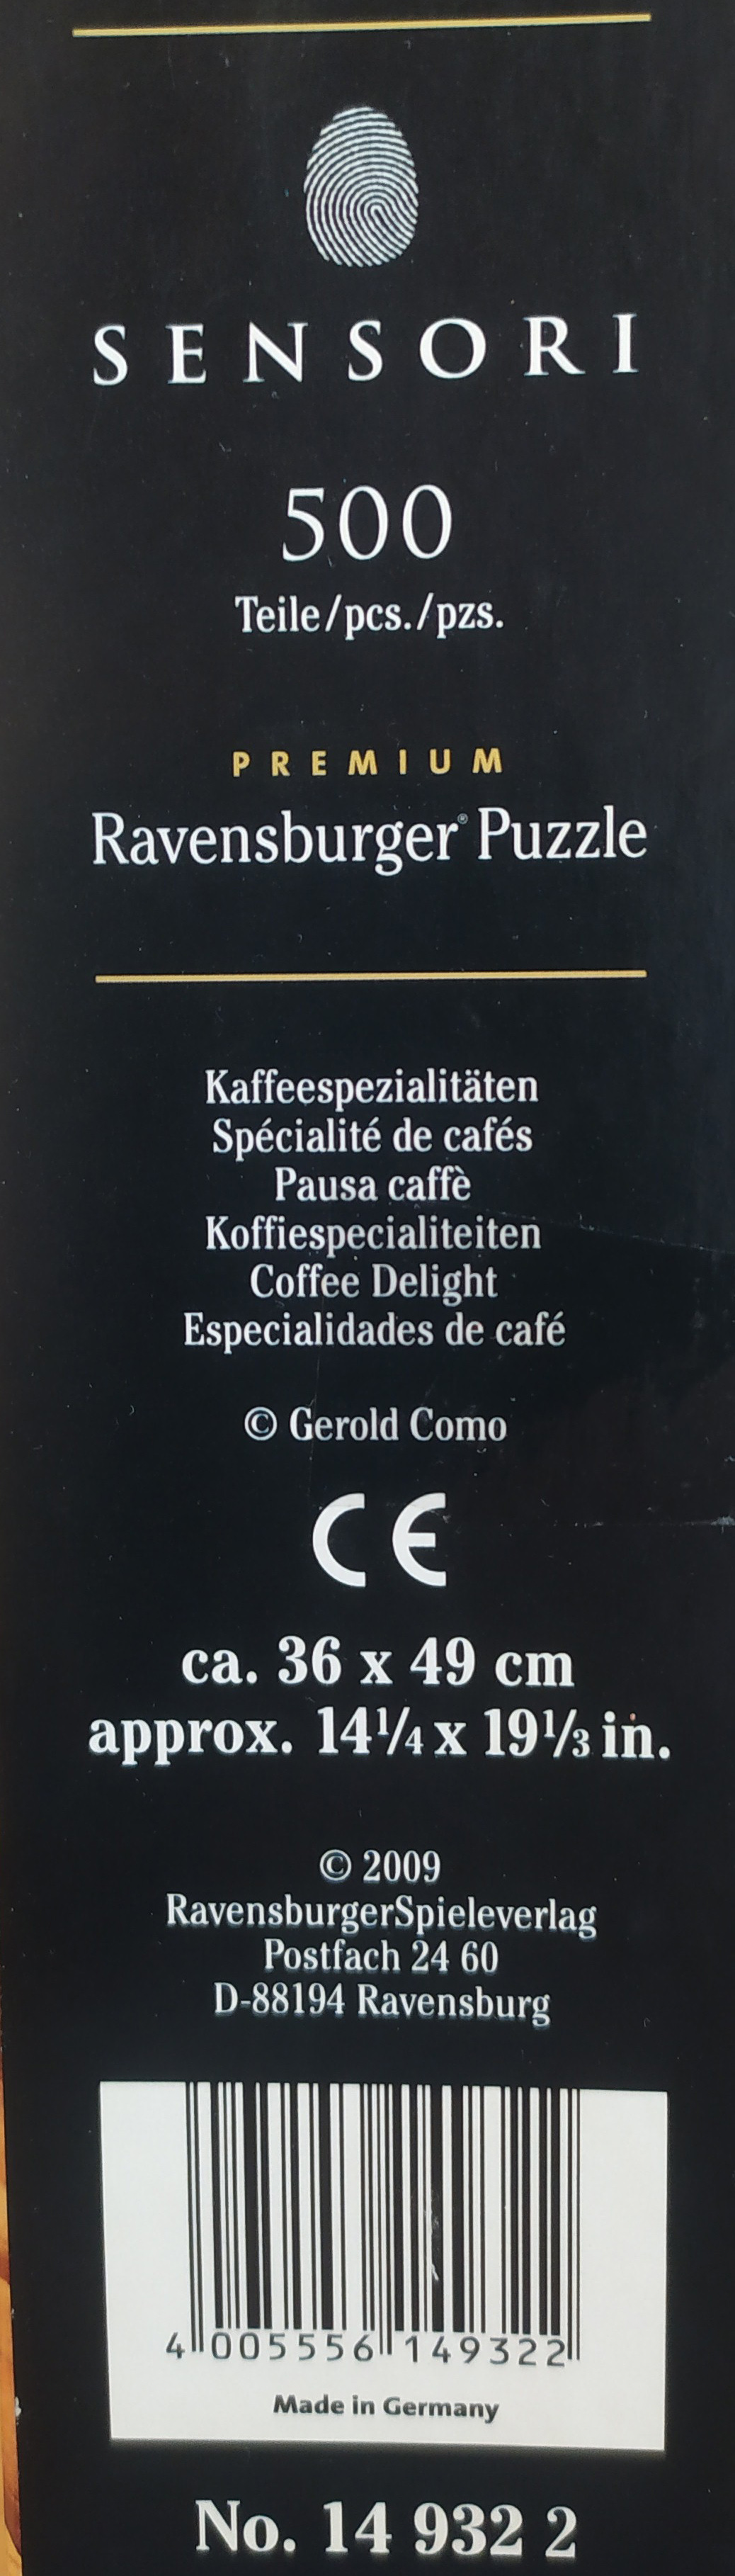 SENSORI
500
Teile/pcs./pzs.
PREMIUM
Ravensburger® Puzzle
Kaffeespezialitäten
Spécialité de cafés
Pausa caffè
Koffiespecialiteiten
Coffee Delight
Especialidades de café
© Gerold Como
CE
ca. 36 x 49 cm
approx. 14¼ x 19⅓ in.
© 2009
RavensburgerSpieleverlag
Postfach 24 60
D-88194 Ravensburg
4 005556 149322
Made in Germany
No. 14 932 2